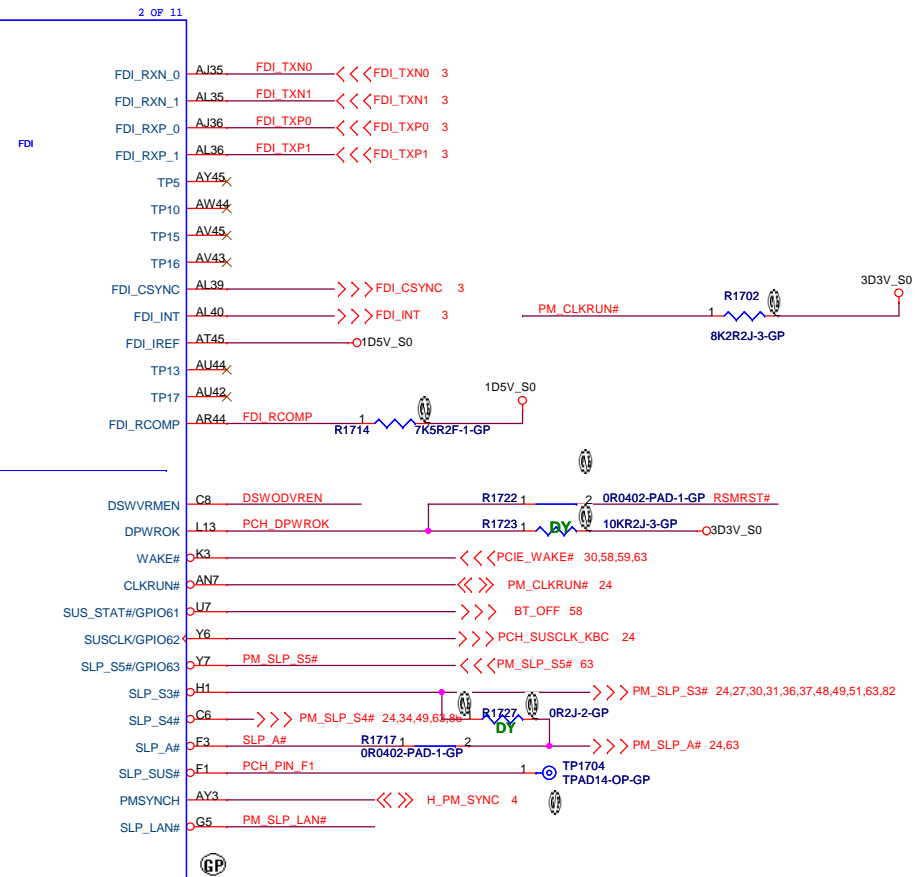 2 OF 11
FDI
FDI_RXN_0 AJ35 FDI_TXN0 FDI_TXN0 3
FDI_RXN_1 AL35 FDI_TXN1 FDI_TXN1 3
FDI_RXP_0 AJ36 FDI_TXP0 FDI_TXP0 3
FDI_RXP_1 AL36 FDI_TXP1 FDI_TXP1 3
TP5 AY45
TP10 AW44
TP15 AV45
TP16 AV43
FDI_CSYNC AL39 FDI_CSYNC 3
FDI_INT AL40 FDI_INT 3
FDI_IREF AT45 1D5V_S0
TP13 AU44
TP17 AU42
FDI_RCOMP AR44 FDI_RCOMP 1
R1714 7K5R2F-1-GP
1D5V_S0
3D3V_S0
R1702
PM_CLKRUN# 1
8K2R2J-3-GP
DSWVRMEN C8 DSWODVREN
R1722 1 2 0R0402-PAD-1-GP RSMRST#
DPWROK L13 PCH_DPWROK R1723 1 DY 10KR2J-3-GP 3D3V_S0
WAKE# K3 PCIE_WAKE# 30,58,59,63
CLKRUN# AN7 PM_CLKRUN# 24
SUS_STAT#/GPIO61 U7 BT_OFF 58
SUSCLK/GPIO62 Y6 PCH_SUSCLK_KBC 24
SLP_S5#/GPIO63 Y7 PM_SLP_S5# PM_SLP_S5# 63
SLP_S3# H1 PM_SLP_S3# 24,27,30,31,36,37,48,49,51,63,82
SLP_S4# C6 PM_SLP_S4# R1727 0R2J-2-GP
DY
SLP_A# F3 SLP_A# R1717 1 2 PM_SLP_A# 24,63
0R0402-PAD-1-GP
SLP_SUS# F1 PCH_PIN_F1 1 TP1704
TPAD14-OP-GP
PMSYNCH AY3 H_PM_SYNC 4
SLP_LAN# G5 PM_SLP_LAN#
GP